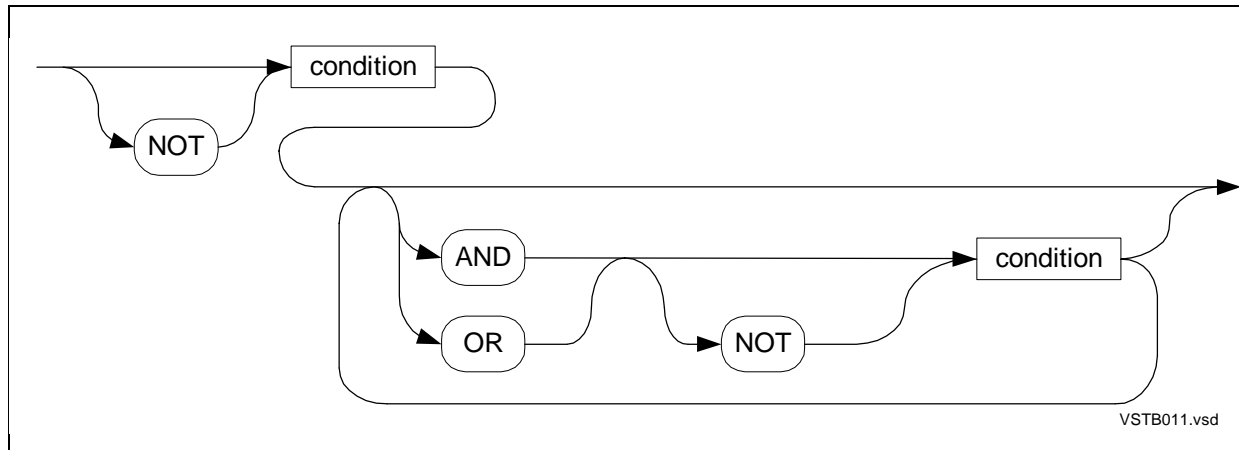 condition
NOT
AND
condition
OR
NOT
VSTB011.vsd